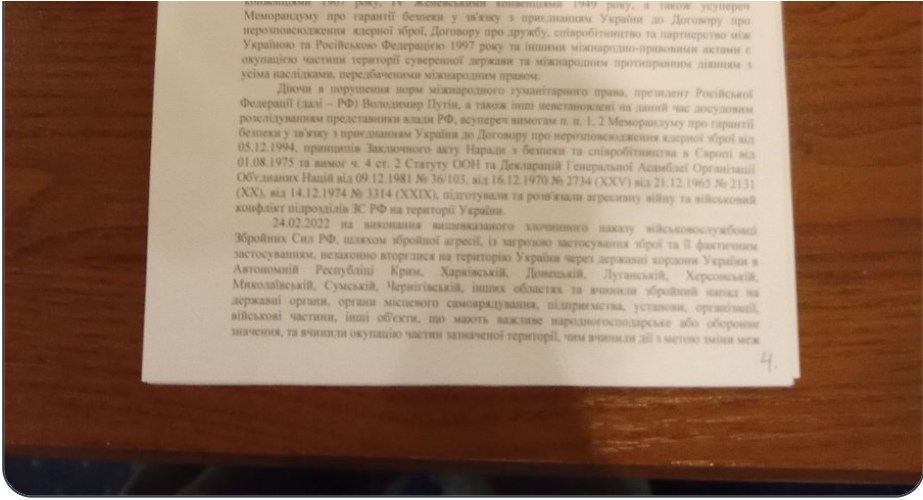 конвенціями 1907 року, IV Женевськими конвенціями 1949 року, а також усупереч
Меморандуму про гарантії безпеки у зв'язку з приєднанням України до Договору про
нерозповсюдження ядерної зброї, Договору про дружбу, співробітництво та партнерство між
Україною та Російською Федерацією 1997 року та іншими міжнародно-правовими актами є
окупацією частини території суверенної держави та міжнародним протиправним діянням з
усіма наслідками, передбаченими міжнародним правом.
Діючи в порушення норм міжнародного гуманітарного права, президент Російської
Федерації (далі – РФ) Володимир Путін, а також інші невстановлені на даний час досудовим
розслідуванням представники влади РФ, всупереч вимогам п. п. 1, 2 Меморандуму про гарантії
безпеки у зв'язку з приєднанням України до Договору про нерозповсюдження ядерної зброї від
05.12.1994, принципів Заключного акту Наради з безпеки та співробітництва в Європі від
01.08.1975 та вимог ч. 4 ст. 2 Статуту ООН та Декларацій Генеральної Асамблеї Організації
Об'єднаних Націй від 09.12.1981 № 36/103, від 16.12.1970 № 2734 (XXV) від 21.12.1965 № 2131
(XX), від 14.12.1974 № 3314 (XXIX), підготували та розв'язали агресивну війну та військовий
конфлікт підрозділів ЗС РФ на території України.
24.02.2022 на виконання вищевказаного злочинного наказу військовослужбовці
Збройних Сил РФ, шляхом збройної агресії, із загрозою застосування зброї та її фактичним
застосуванням, незаконно вторглися на територію України через державні кордони України в
Автономній Республіці Крим, Харківській, Донецькій, Луганській, Херсонській,
Миколаївській, Сумській, Чернігівській, інших областях та вчинили збройний напад на
державні органи, органи місцевого самоврядування, підприємства, установи, організації,
військові частини, інші об'єкти, що мають важливе народногосподарське або оборонне
значення, та вчинили окупацію частин зазначеної території, чим вчинили дії з метою зміни меж
4.